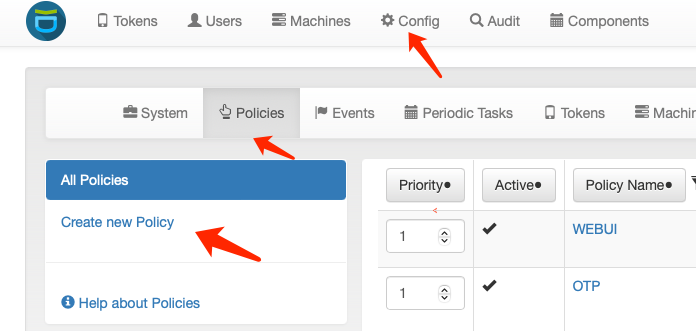 Tokens Users Machines Config Audit Components
System Policies Events Periodic Tasks Tokens Machin
All Policies
Create new Policy
Help about Policies
Priority Active Policy Name
<
1 WEBUI
1 OTP